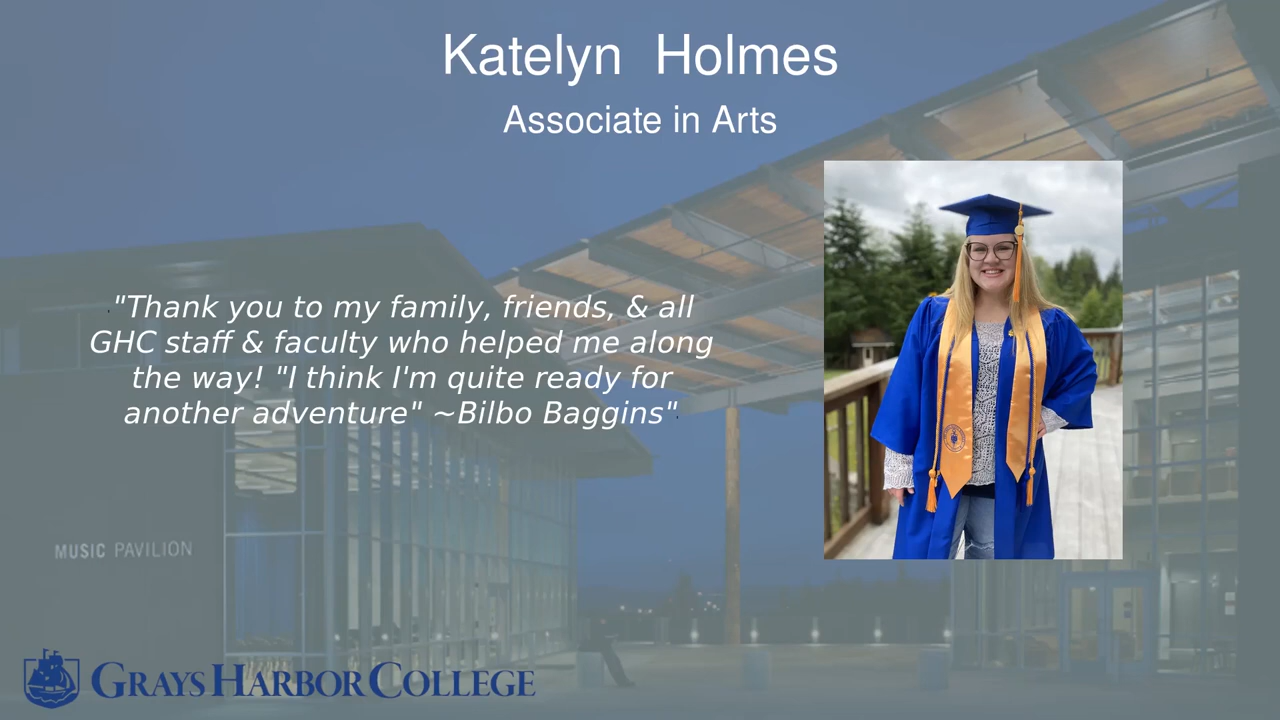 Katelyn Holmes
Associate in Arts
"Thank you to my family, friends, & all
GHC staff & faculty who helped me along
the way! "I think I'm quite ready for
another adventure" ~Bilbo Baggins"
MUSIC PAVILION
GRAYS HARBOR COLLEGE